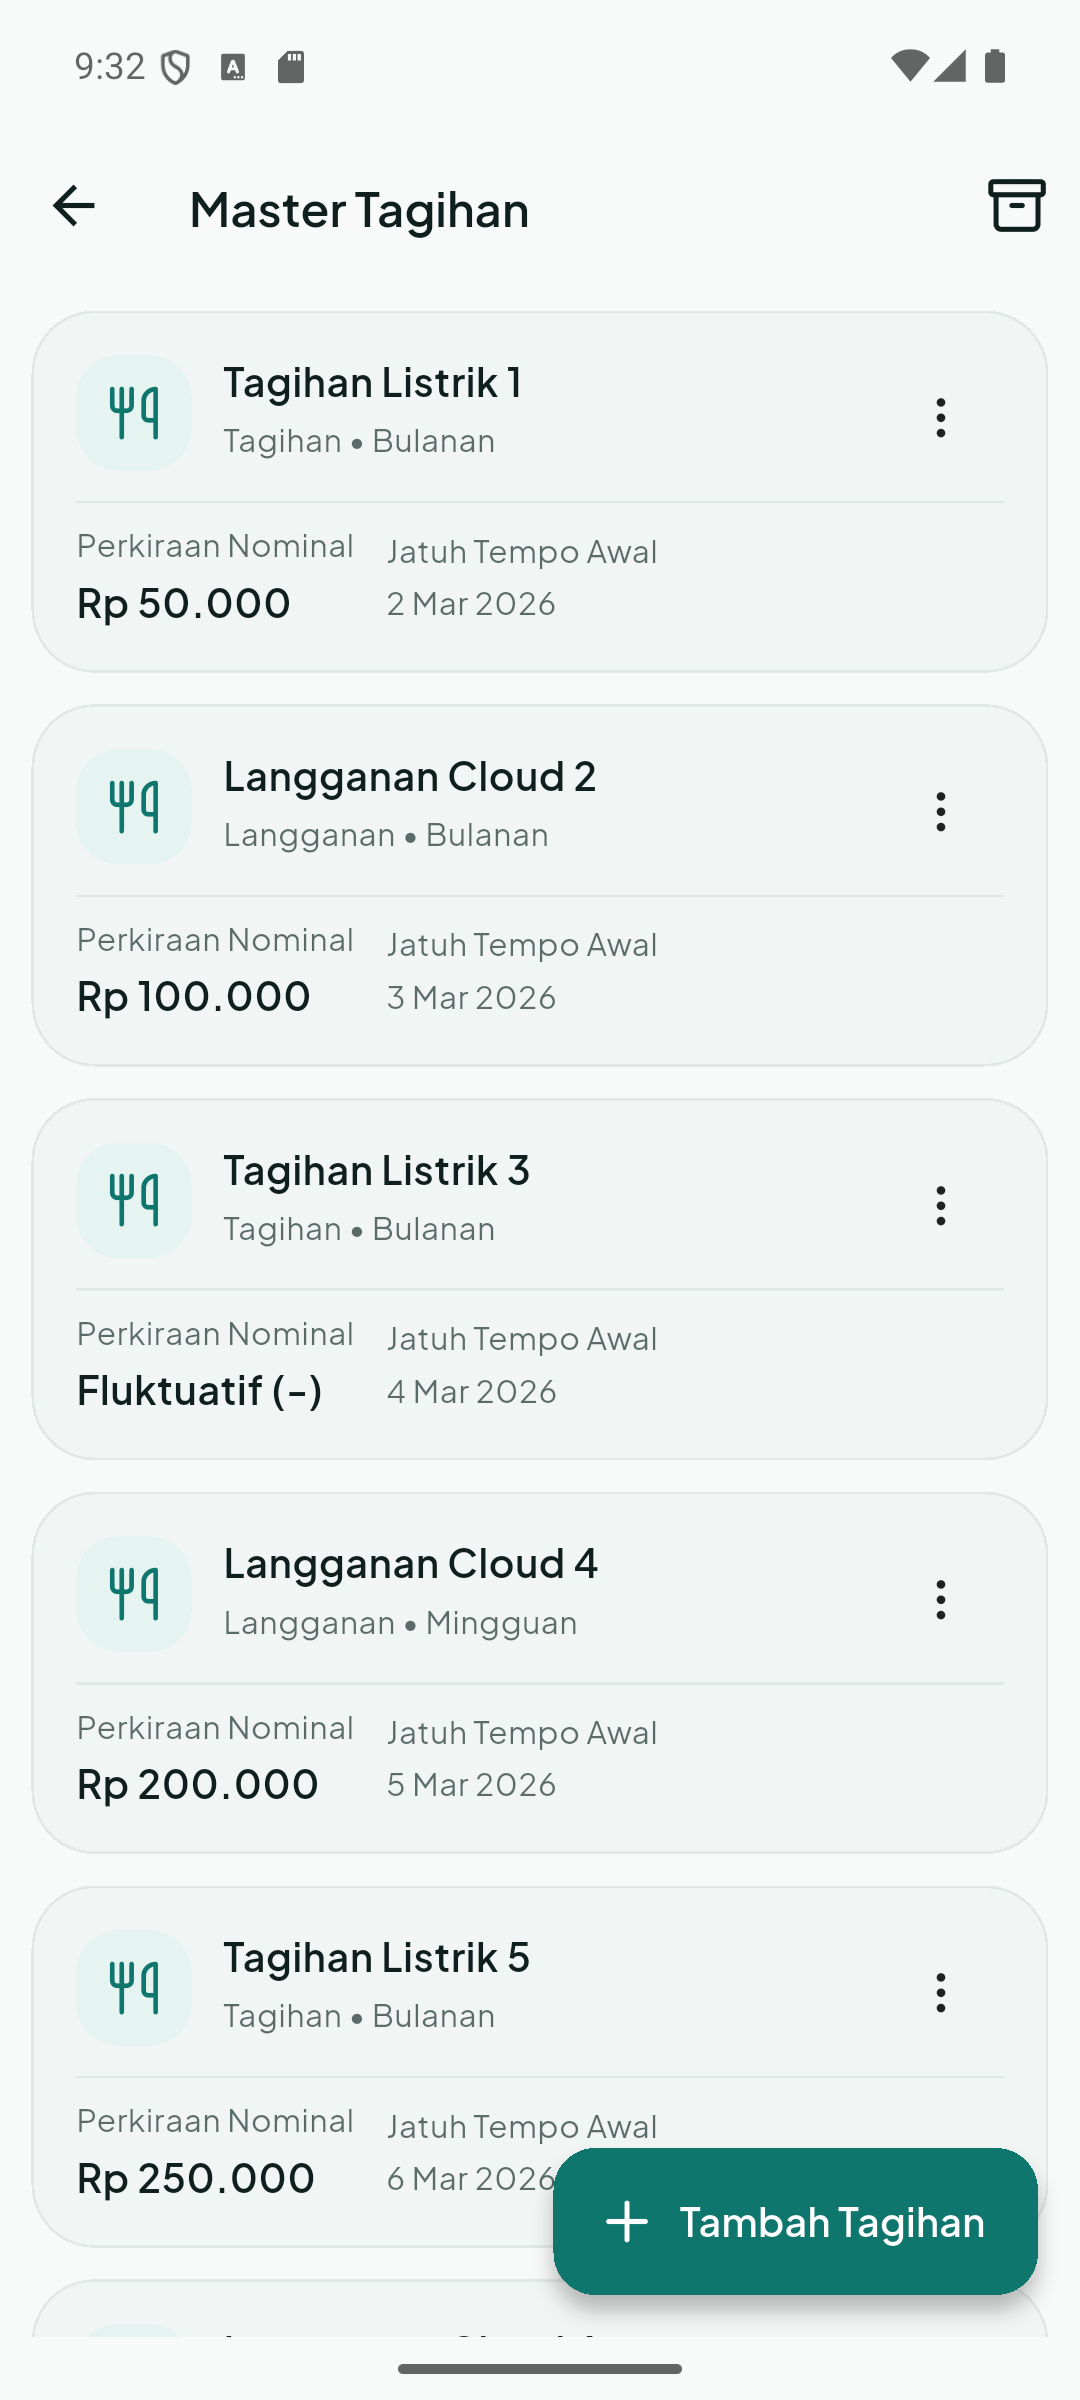 9:32
Master Tagihan
Tagihan Listrik 1
Tagihan • Bulanan
Perkiraan Nominal
Jatuh Tempo Awal
Rp 50.000
2 Mar 2026
Langganan Cloud 2
Langganan • Bulanan
Perkiraan Nominal
Jatuh Tempo Awal
Rp 100.000
3 Mar 2026
Tagihan Listrik 3
Tagihan • Bulanan
Perkiraan Nominal
Jatuh Tempo Awal
Fluktuatif (-)
4 Mar 2026
Langganan Cloud 4
Langganan • Mingguan
Perkiraan Nominal
Jatuh Tempo Awal
Rp 200.000
5 Mar 2026
Tagihan Listrik 5
Tagihan • Bulanan
Perkiraan Nominal
Jatuh Tempo Awal
Rp 250.000
6 Mar 2026
Tambah Tagihan